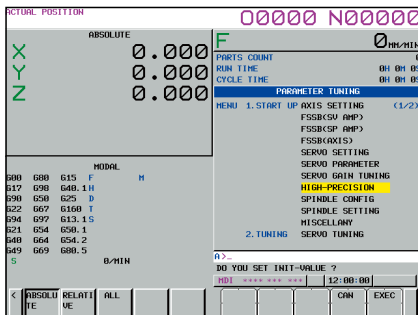 ACTUAL POSITION
O0000 N00000
ABSOLUTE
X 0.000
Y 0.000
Z 0.000
F 0MM/MIN
PARTS COUNT 0
RUN TIME 0H 0M 0S
CYCLE TIME 0H 0M 0S
PARAMETER TUNING
MENU 1.START UP AXIS SETTING (1/2)
FSSB(SV AMP)
FSSB(SP AMP)
FSSB(AXIS)
SERVO SETTING
SERVO PARAMETER
SERVO GAIN TUNING
HIGH-PRECISION
SPINDLE CONFIG
SPINDLE SETTING
MISCELLANY
2.TUNING SERVO TUNING
MODAL
G00 G80 G15 F M
G17 G98 G40.1 H
G90 G50 G25 D
G22 G67 G160 T
G94 G97 G13.1 S
G21 G54 G50.1
G40 G64 G54.2
G49 G69 G80.5
S 0/MIN
A>_
DO YOU SET INIT-VALUE ?
MDI **** *** *** 12:00:00
< ABSOLU RELATI ALL
TE VE
CAN EXEC